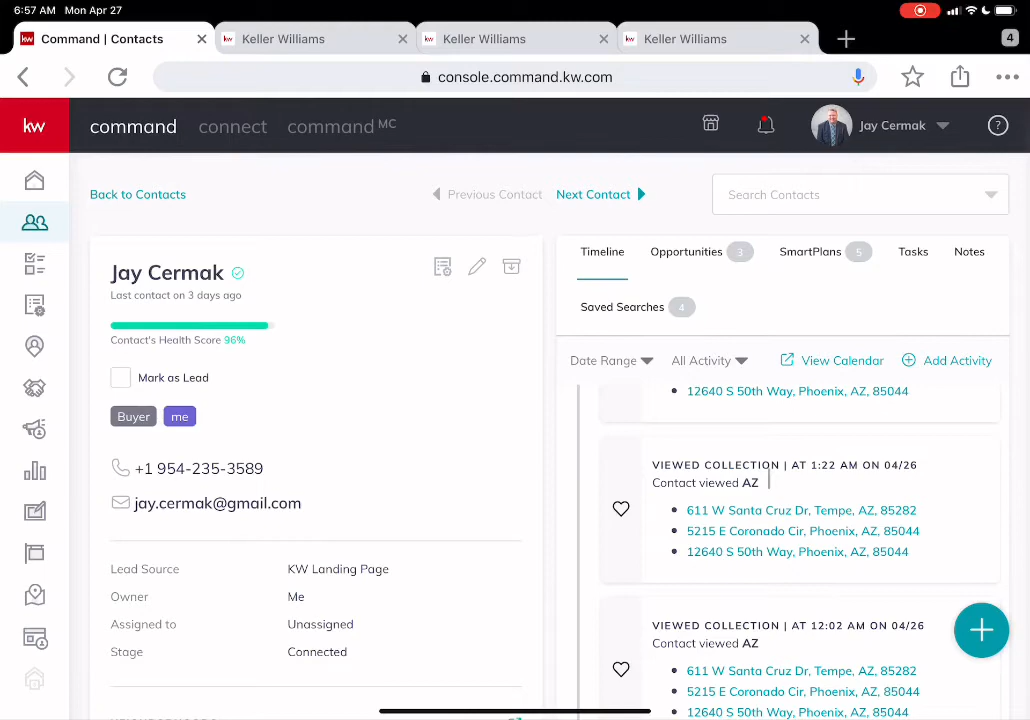 6:57 AM Mon Apr 27
kw Command | Contacts
kw Keller Williams
kw Keller Williams
kw Keller Williams
4
console.command.kw.com
kw command connect command MC
Jay Cermak
?
Back to Contacts
Previous Contact Next Contact
Search Contacts
Jay Cermak
Last contact on 3 days ago
Contact's Health Score 96%
Mark as Lead
Buyer me
+1 954-235-3589
jay.cermak@gmail.com
Lead Source KW Landing Page
Owner Me
Assigned to Unassigned
Stage Connected
Timeline Opportunities 3 SmartPlans 5 Tasks Notes
Saved Searches 4
Date Range All Activity View Calendar Add Activity
12640 S 50th Way, Phoenix, AZ, 85044
VIEWED COLLECTION | AT 1:22 AM ON 04/26
Contact viewed AZ
611 W Santa Cruz Dr, Tempe, AZ, 85282
5215 E Coronado Cir, Phoenix, AZ, 85044
12640 S 50th Way, Phoenix, AZ, 85044
VIEWED COLLECTION | AT 12:02 AM ON 04/26
Contact viewed AZ
611 W Santa Cruz Dr, Tempe, AZ, 85282
5215 E Coronado Cir, Phoenix, AZ, 85044
12640 S 50th Way, Phoenix, AZ, 85044